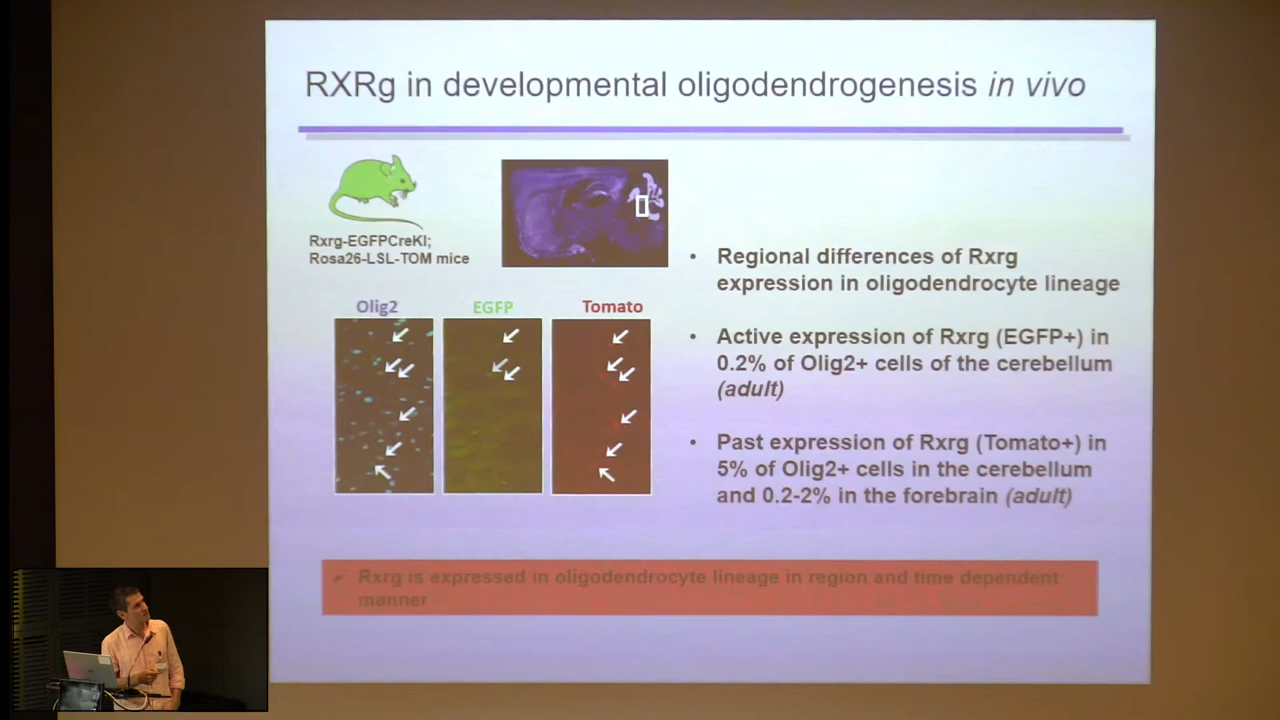 RXRg in developmental oligodendrogenesis in vivo
Rxrg-EGFPCreKI;
Rosa26-LSL-TOM mice
Olig2
EGFP
Tomato
• Regional differences of Rxrg
expression in oligodendrocyte lineage
• Active expression of Rxrg (EGFP+) in
0.2% of Olig2+ cells of the cerebellum
(adult)
• Past expression of Rxrg (Tomato+) in
5% of Olig2+ cells in the cerebellum
and 0.2-2% in the forebrain (adult)
➢ Rxrg is expressed in oligodendrocyte lineage in region and time dependent
manner